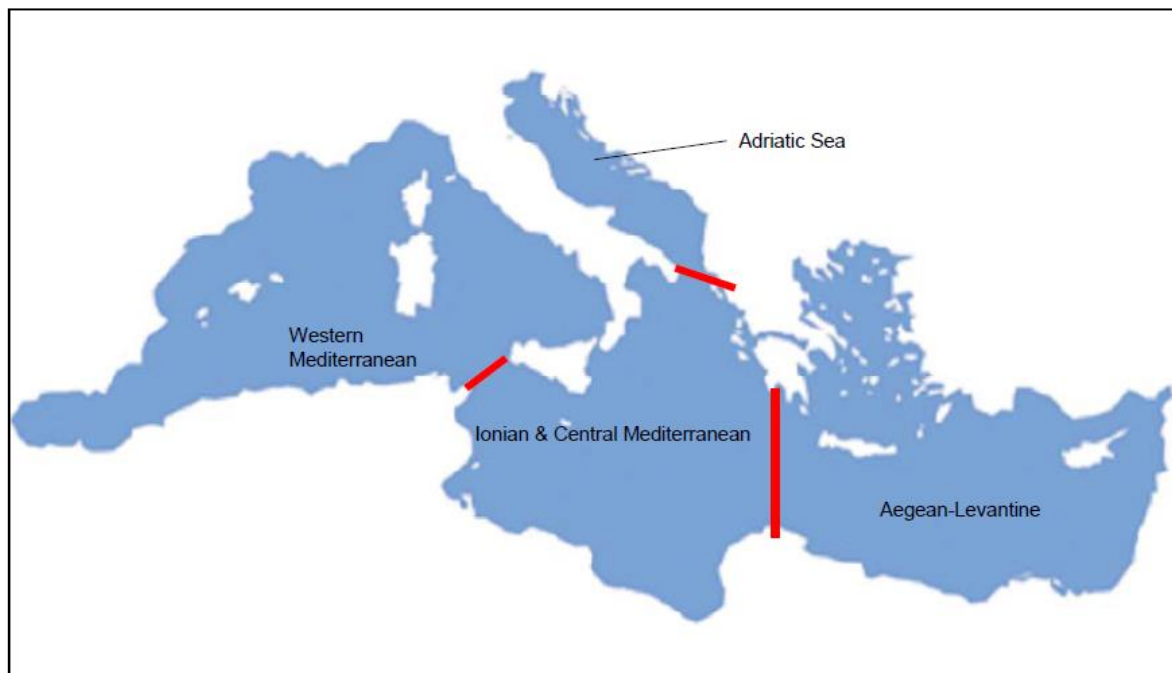 Adriatic Sea
Western
Mediterranean
Ionian & Central Mediterranean
Aegean-Levantine